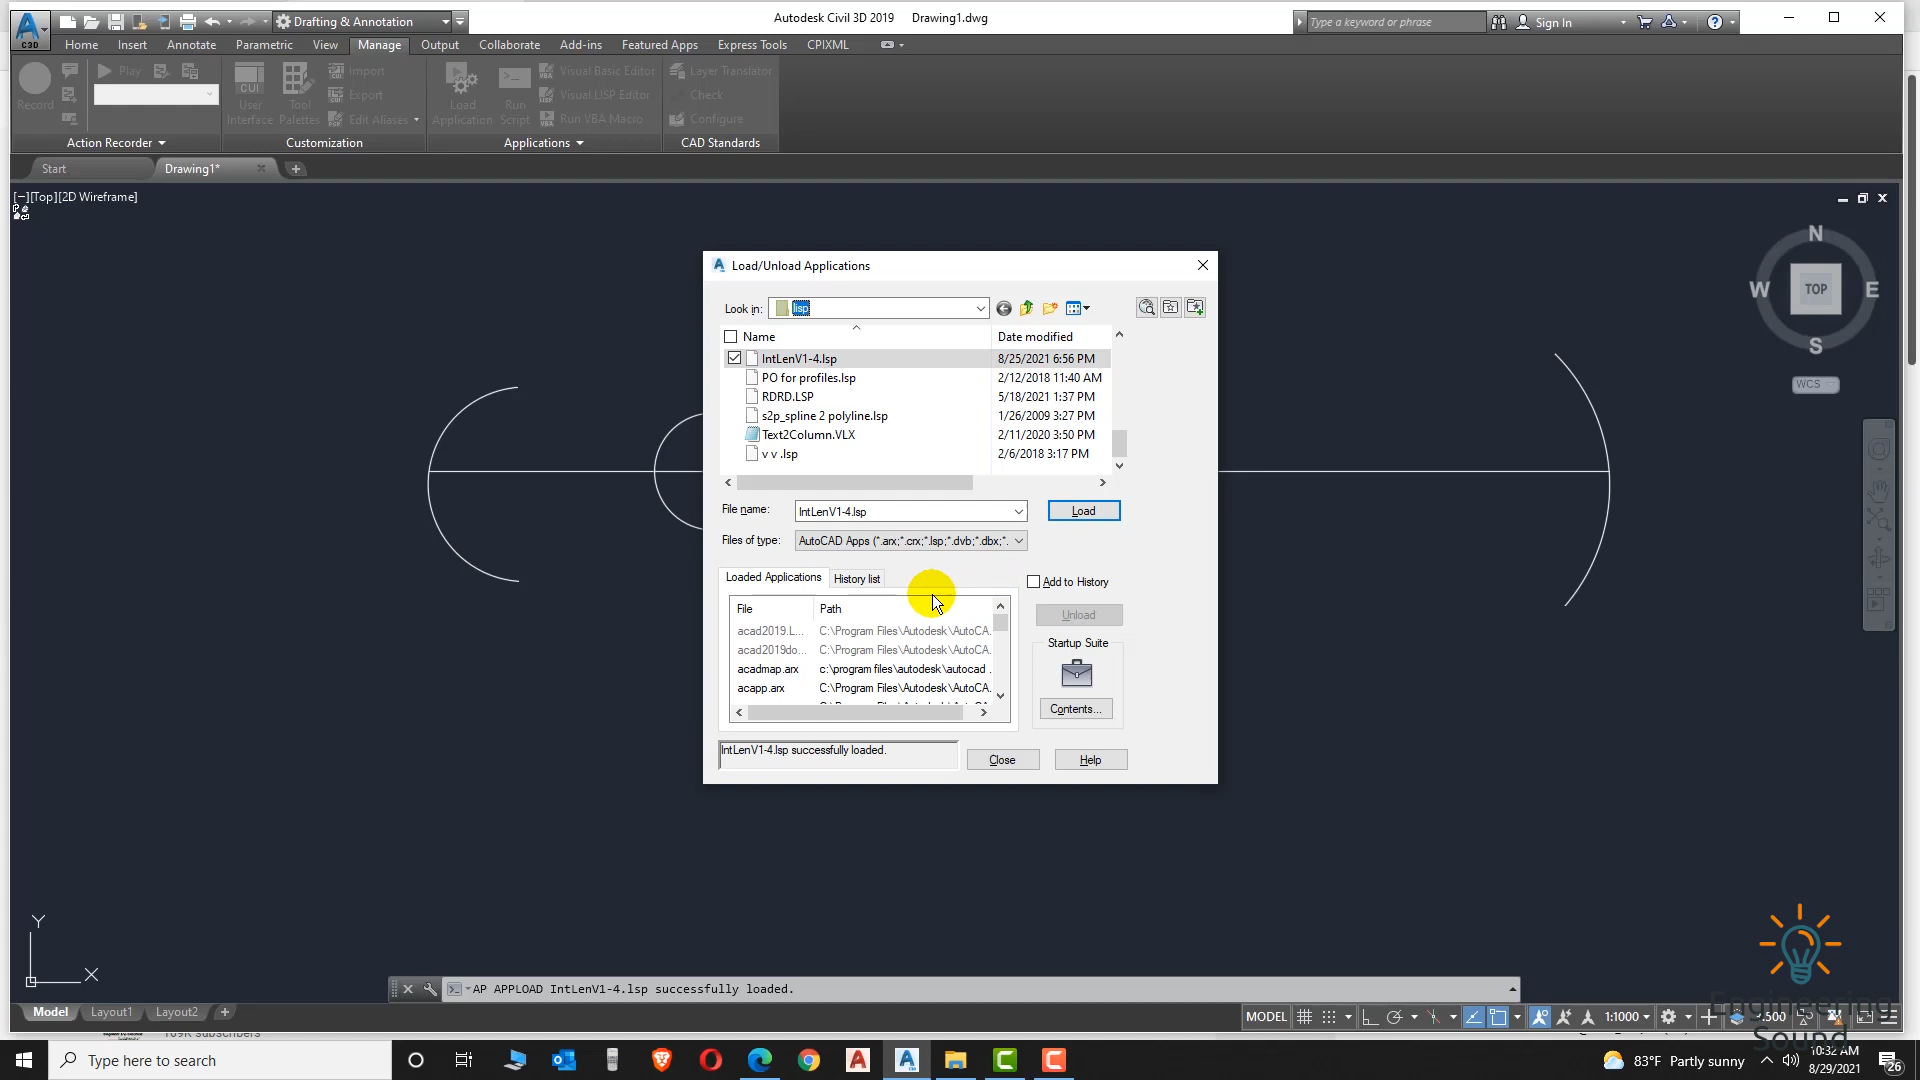 Drafting & Annotation
Autodesk Civil 3D 2019 Drawing1.dwg
Type a keyword or phrase
Sign In
C3D
Home Insert Annotate Parametric View Manage Output Collaborate Add-ins Featured Apps Express Tools CPIXML
Record
Play
CUI
User
Interface
Tool
Palettes
Import
Export
Edit Aliases
Load
Application
Run
Script
Visual Basic Editor
Visual LISP Editor
Run VBA Macro
Layer Translator
Check
Configure
Action Recorder
Customization
Applications
CAD Standards
Start
Drawing1*
[−][Top][2D Wireframe]
N
W TOP E
S
WCS
Load/Unload Applications
Look in: lisp
Name Date modified
IntLenV1-4.lsp 8/25/2021 6:56 PM
PO for profiles.lsp 2/12/2018 11:40 AM
RDRD.LSP 5/18/2021 1:37 PM
s2p_spline 2 polyline.lsp 1/26/2009 3:27 PM
Text2Column.VLX 2/11/2020 3:50 PM
v v .lsp 2/6/2018 3:17 PM
File name: IntLenV1-4.lsp Load
Files of type: AutoCAD Apps (*.arx;*.crx;*.lsp;*.dvb;*.dbx;*.
Loaded Applications History list
Add to History
File Path
acad2019.L... C:\Program Files\Autodesk\AutoCA.
acad2019do... C:\Program Files\Autodesk\AutoCA.
acadmap.arx c:\program files\autodesk\autocad .
acapp.arx C:\Program Files\Autodesk\AutoCA.
Unload
Startup Suite
Contents...
IntLenV1-4.lsp successfully loaded.
Close Help
Y
X
AP APPLOAD IntLenV1-4.lsp successfully loaded.
Model Layout1 Layout2
MODEL 1:1000 .500
Engineering
Sound
169K subscribers
Type here to search
83°F Partly sunny
10:32 AM
8/29/2021
26